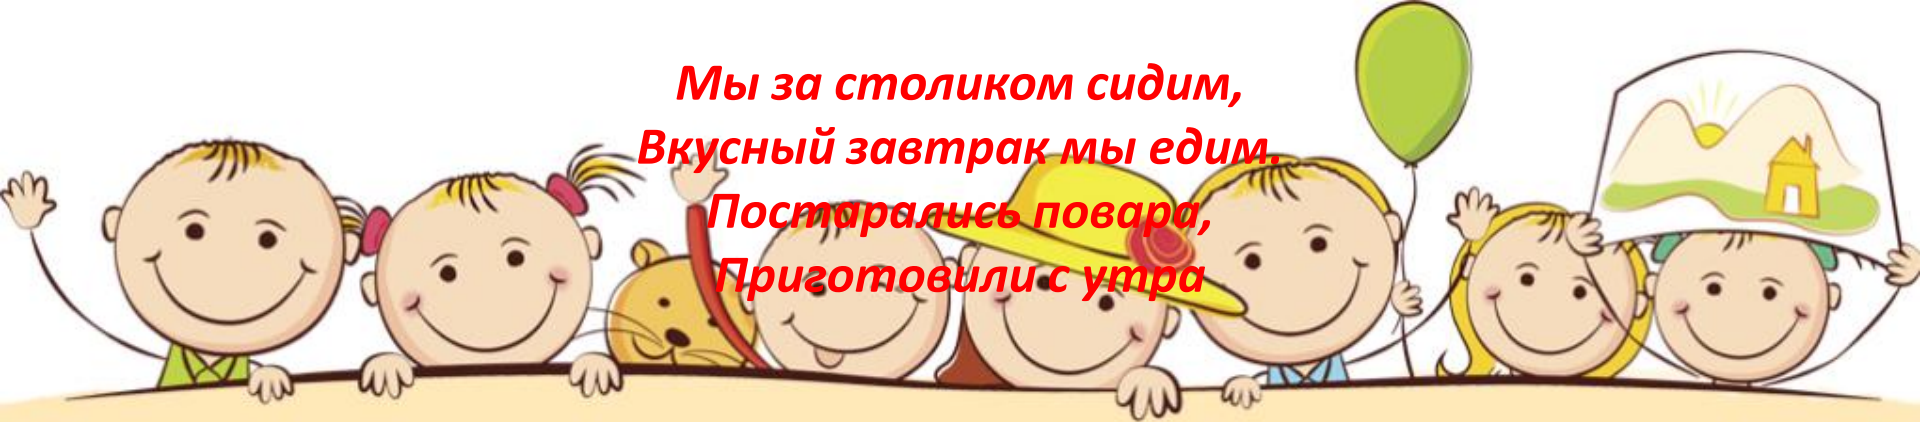 Мы за столиком сидим,
Вкусный завтрак мы едим.
Постарались повара,
Приготовили с утра